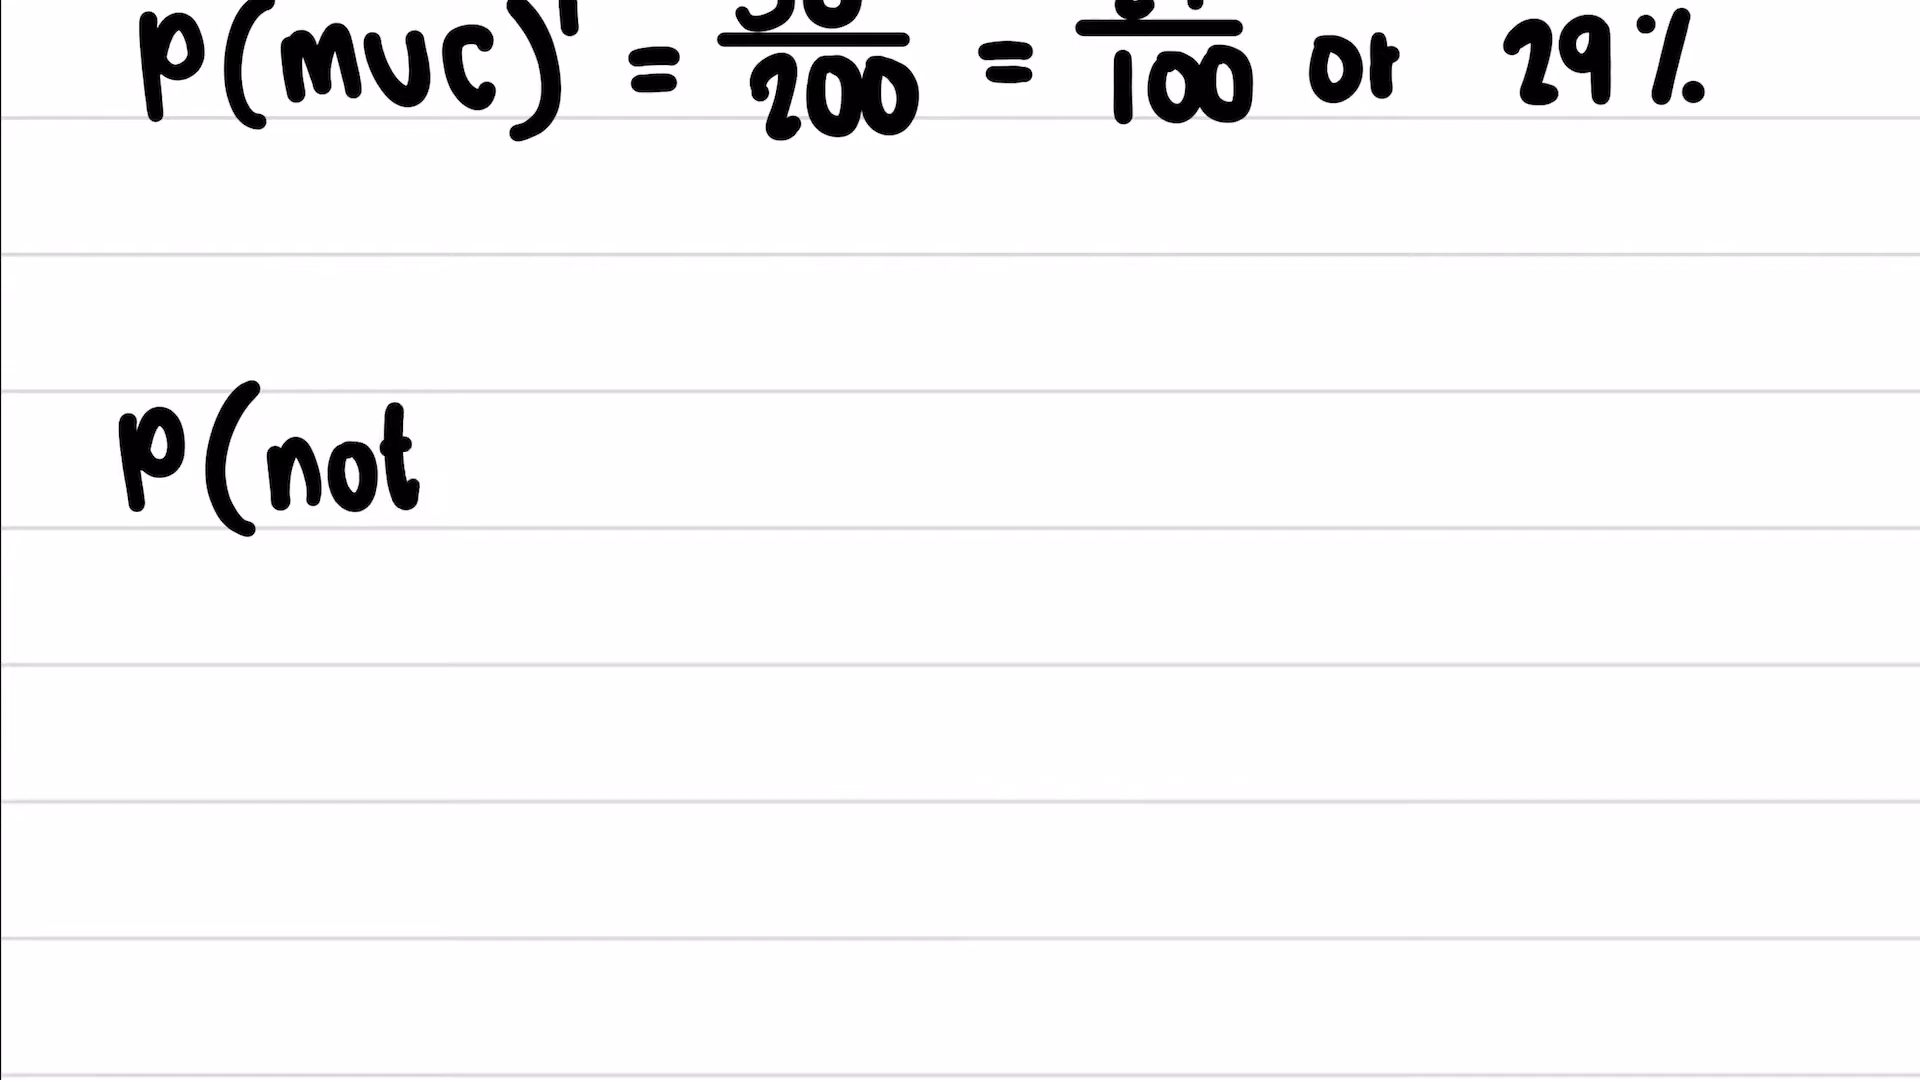 P(MUC)' = /200 = /100 or 29%
P(not